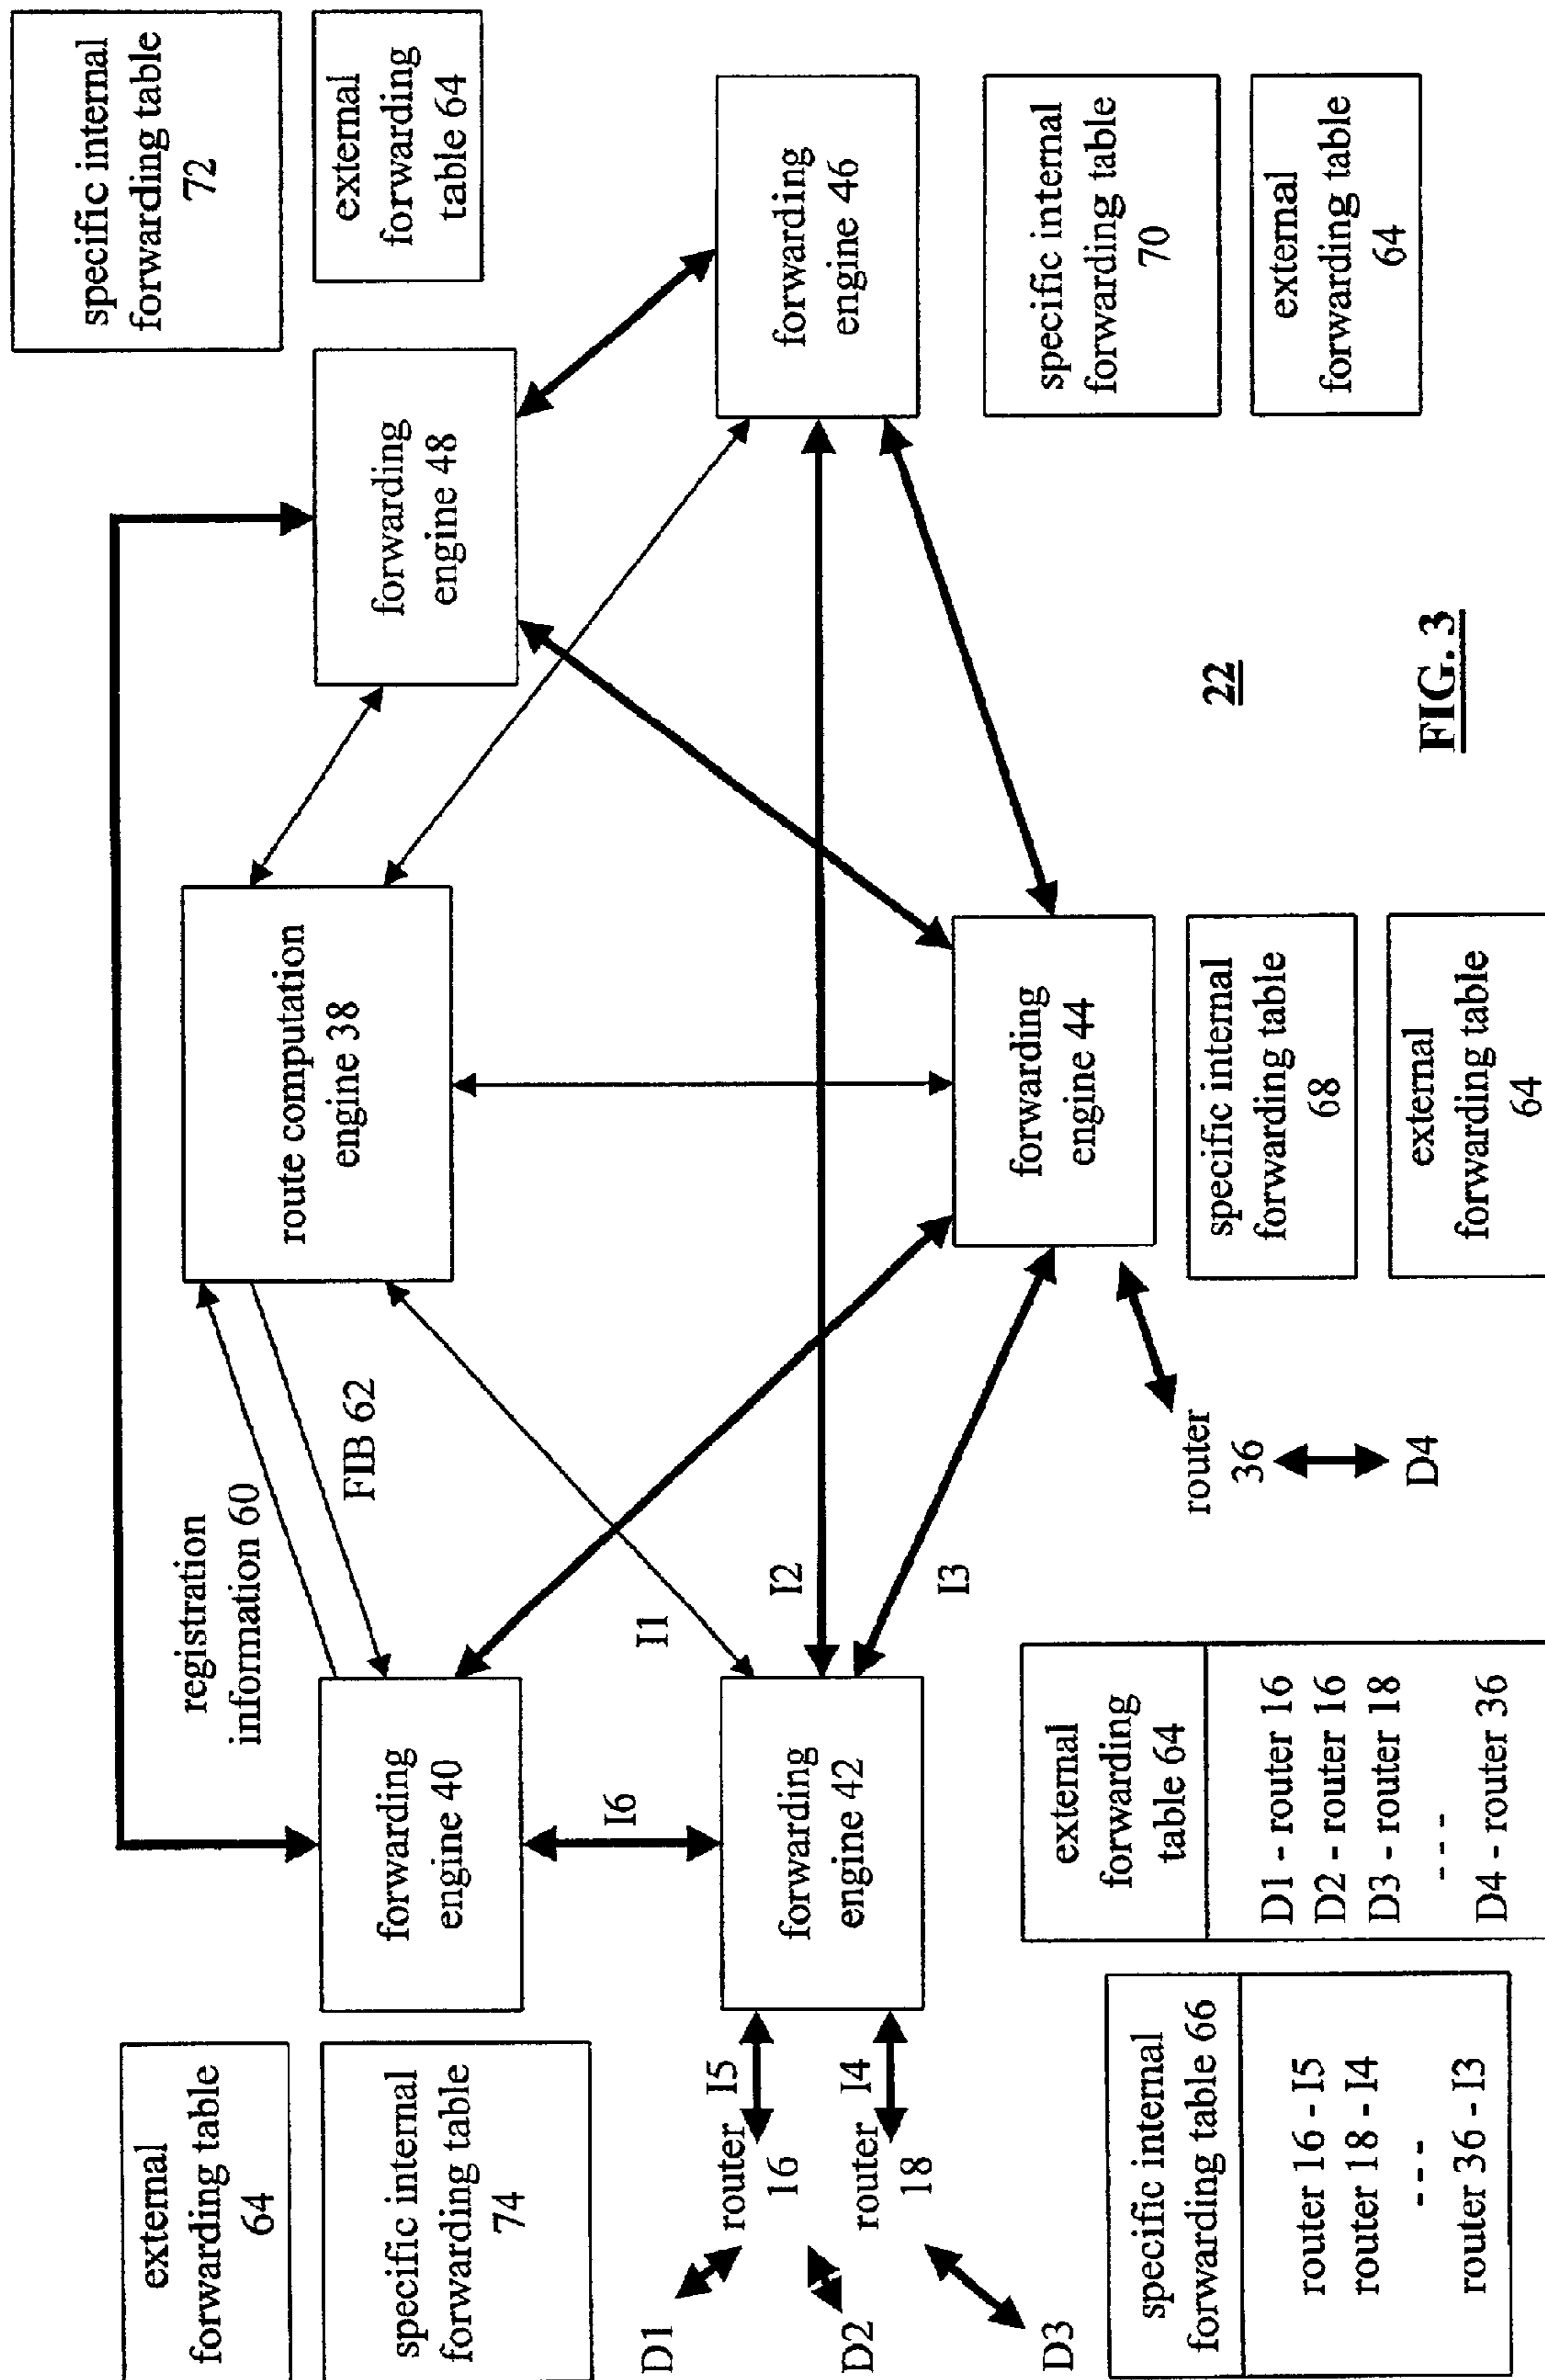 external
forwarding table
64
specific internal
forwarding table
74
registration
information 60
FIB 62
route computation
engine 38
forwarding
engine 48
specific internal
forwarding table
72
external
forwarding
table 64
forwarding
engine 40
I6
I1
forwarding
engine 42
I2
I3
forwarding
engine 46
D1
D2
D3
router
16
I5
router
18
I4
forwarding
engine 44
specific internal
forwarding table
70
external
forwarding table
64
specific internal
forwarding table 66
router 16 - I5
router 18 - I4
- - -
router 36 - I3
external
forwarding
table 64
D1 - router 16
D2 - router 16
D3 - router 18
- - -
D4 - router 36
router
36
D4
specific internal
forwarding table
68
external
forwarding table
64
22
FIG. 3